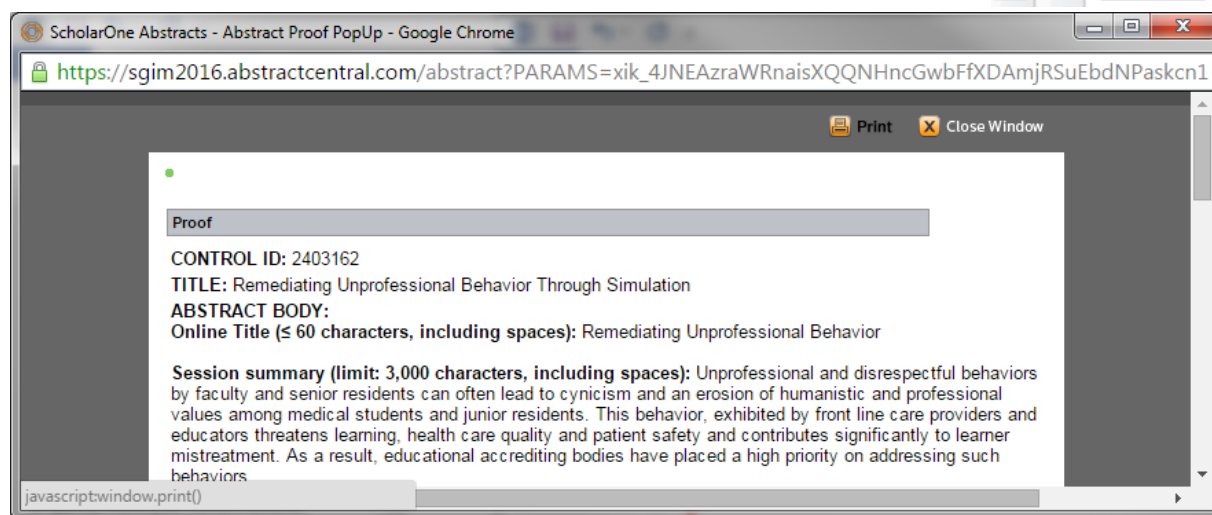 ScholarOne Abstracts - Abstract Proof PopUp - Google Chrome
https://sgim2016.abstractcentral.com/abstract?PARAMS=xik_4JNEAzraWRnaisXQQNHncGwbFfXDAmjRSuEbdNPaskcn1
Print Close Window
Proof
CONTROL ID: 2403162
TITLE: Remediating Unprofessional Behavior Through Simulation
ABSTRACT BODY:
Online Title (≤ 60 characters, including spaces): Remediating Unprofessional Behavior
Session summary (limit: 3,000 characters, including spaces): Unprofessional and disrespectful behaviors
by faculty and senior residents can often lead to cynicism and an erosion of humanistic and professional
values among medical students and junior residents. This behavior, exhibited by front line care providers and
educators threatens learning, health care quality and patient safety and contributes significantly to learner
mistreatment. As a result, educational accrediting bodies have placed a high priority on addressing such
behaviors
javascript:window.print()